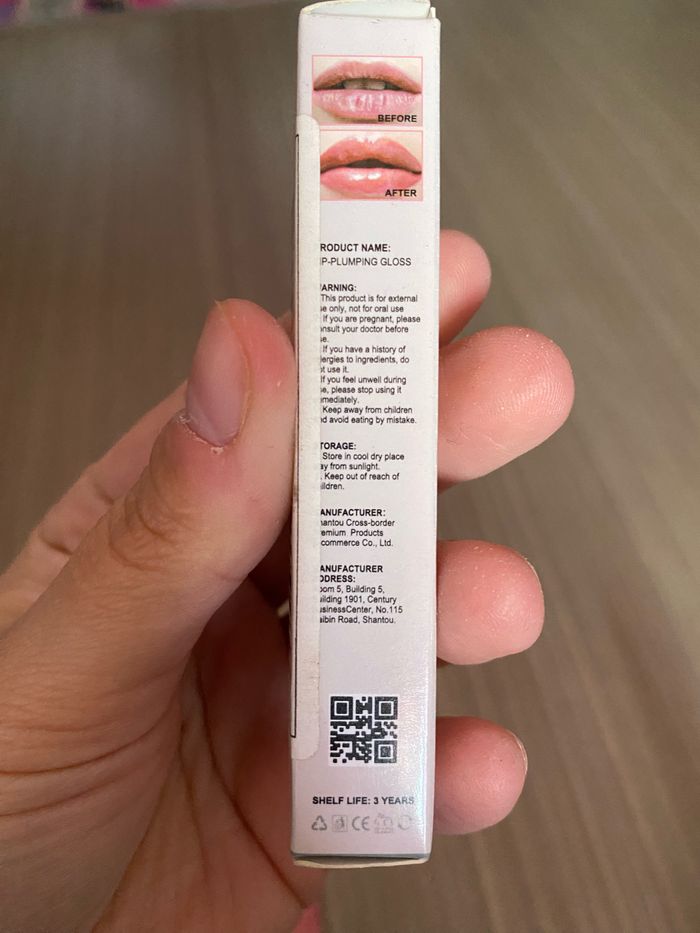 BEFORE
AFTER
RODUCT NAME:
IP-PLUMPING GLOSS
ARNING:
This product is for external
se only, not for oral use
If you are pregnant, please
nsult your doctor before
se.
If you have a history of
lergies to ingredients, do
t use it.
If you feel unwell during
se, please stop using it
mediately.
Keep away from children
nd avoid eating by mistake.
TORAGE:
Store in cool dry place
ay from sunlight.
. Keep out of reach of
ildren.
ANUFACTURER:
hantou Cross-border
remium Products
commerce Co., Ltd.
ANUFACTURER
DDRESS:
oom 5, Building 5,
uilding 1901, Century
usinessCenter, No.115
aibin Road, Shantou.
SHELF LIFE: 3 YEARS
CE